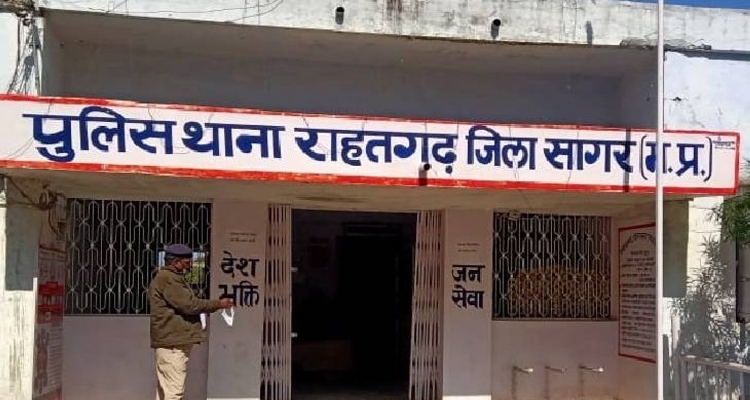 पुलिस थाना राहतगढ़ जिला सागर (म.प्र.)
देश
भक्ति
जन
सेवा